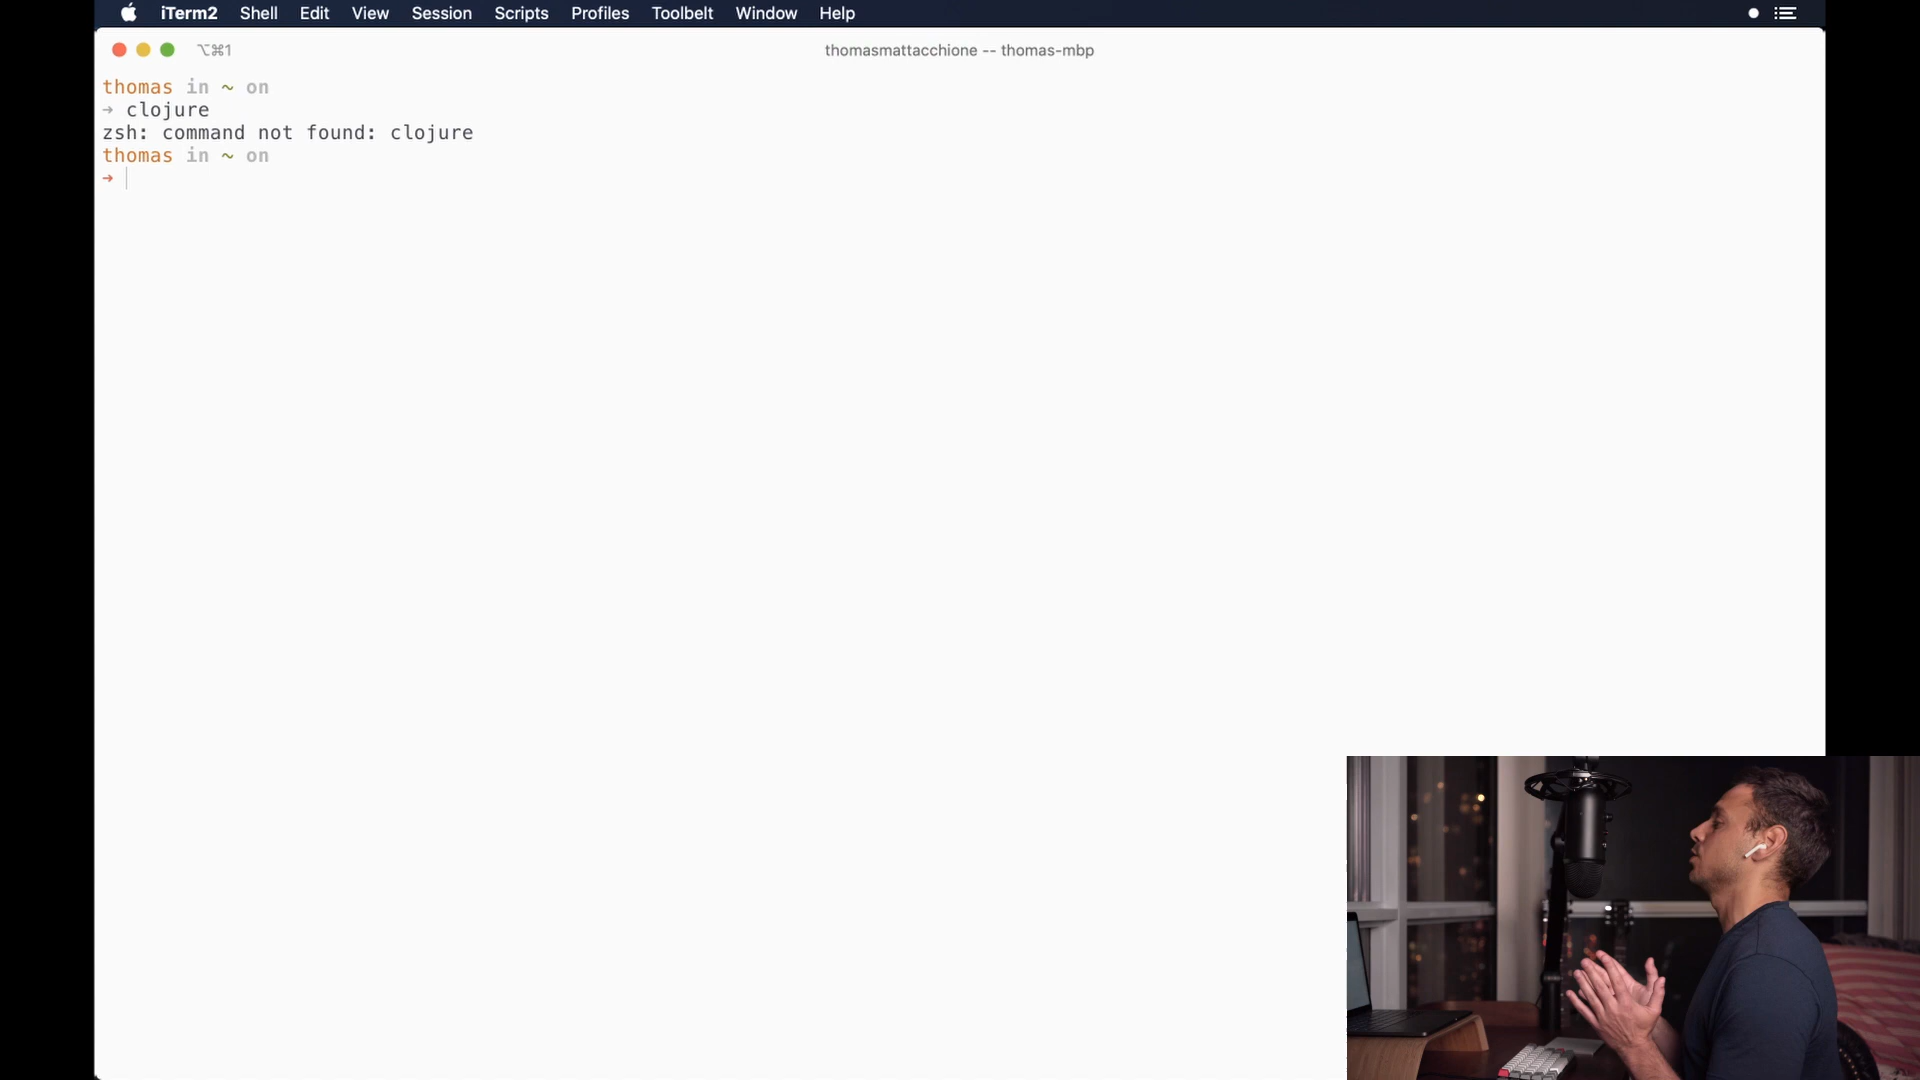 iTerm2 Shell Edit View Session Scripts Profiles Toolbelt Window Help
⌥⌘1 thomasmattacchione -- thomas-mbp
thomas in ~ on
➜ clojure
zsh: command not found: clojure
thomas in ~ on
➜